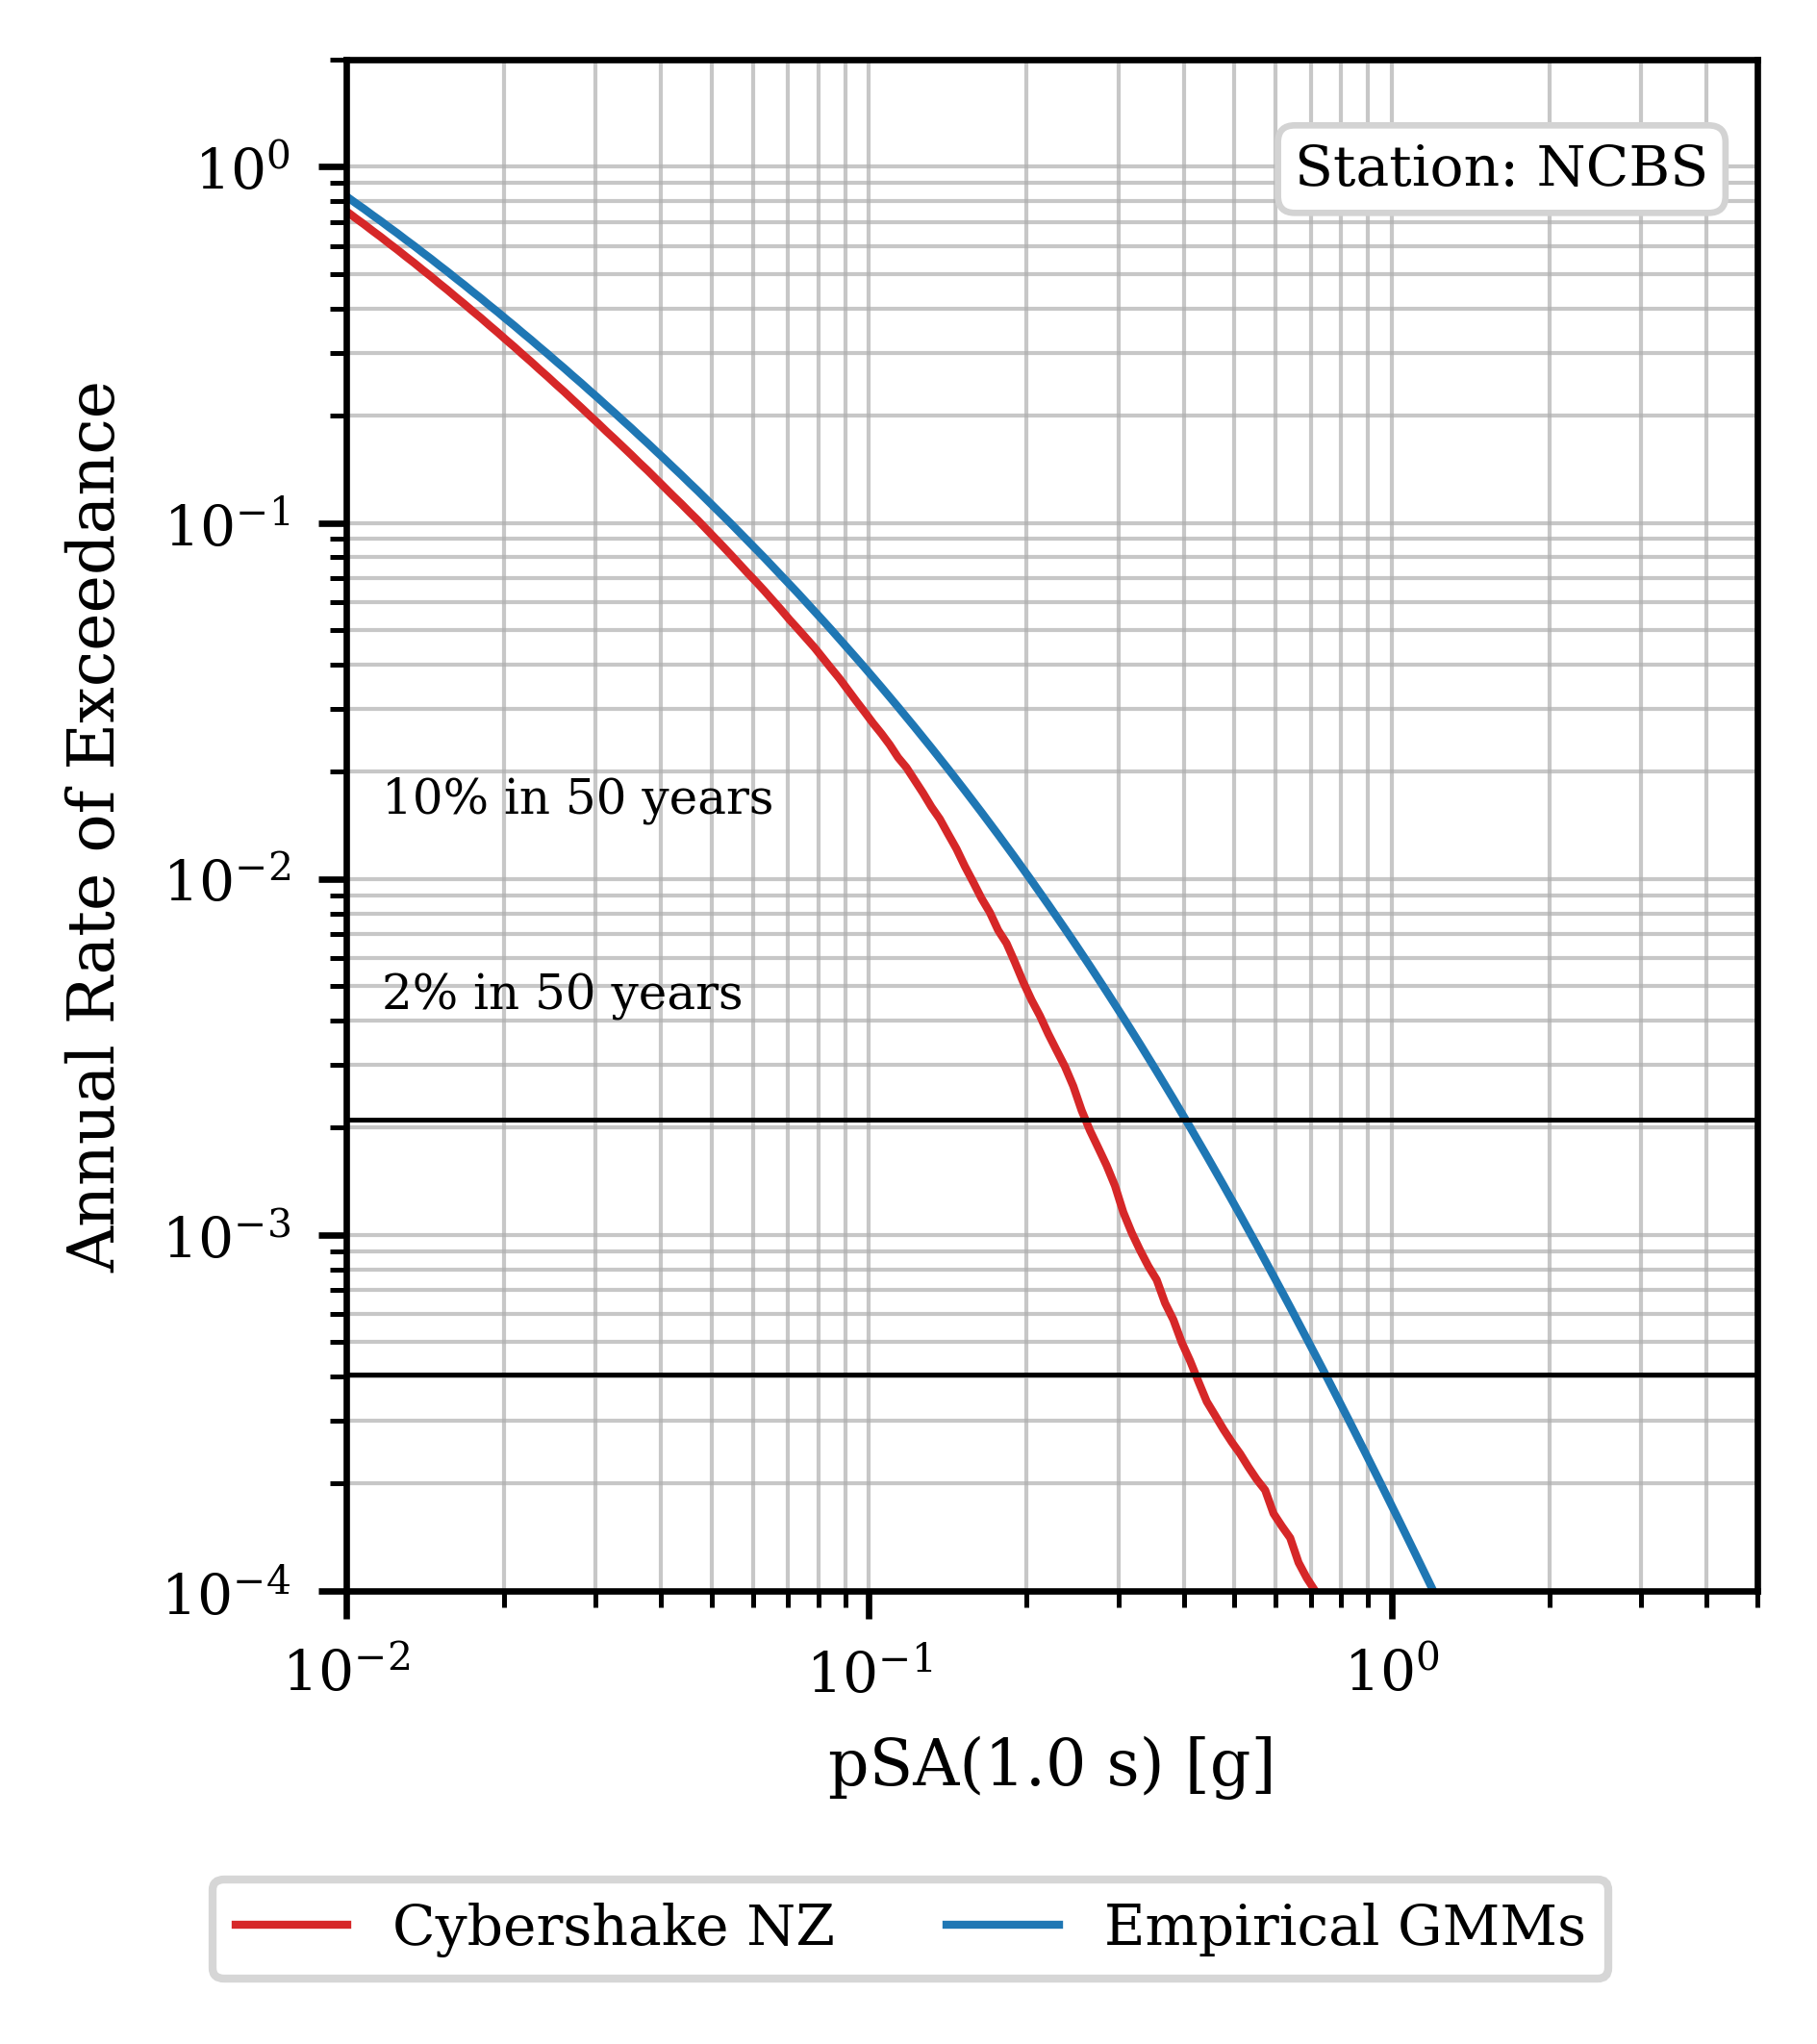 Station: NCBS
Annual Rate of Exceedance
10⁰
10⁻¹
10% in 50 years
10⁻²
2% in 50 years
10⁻³
10⁻⁴
10⁻² 10⁻¹ 10⁰
pSA(1.0 s) [g]
Cybershake NZ Empirical GMMs